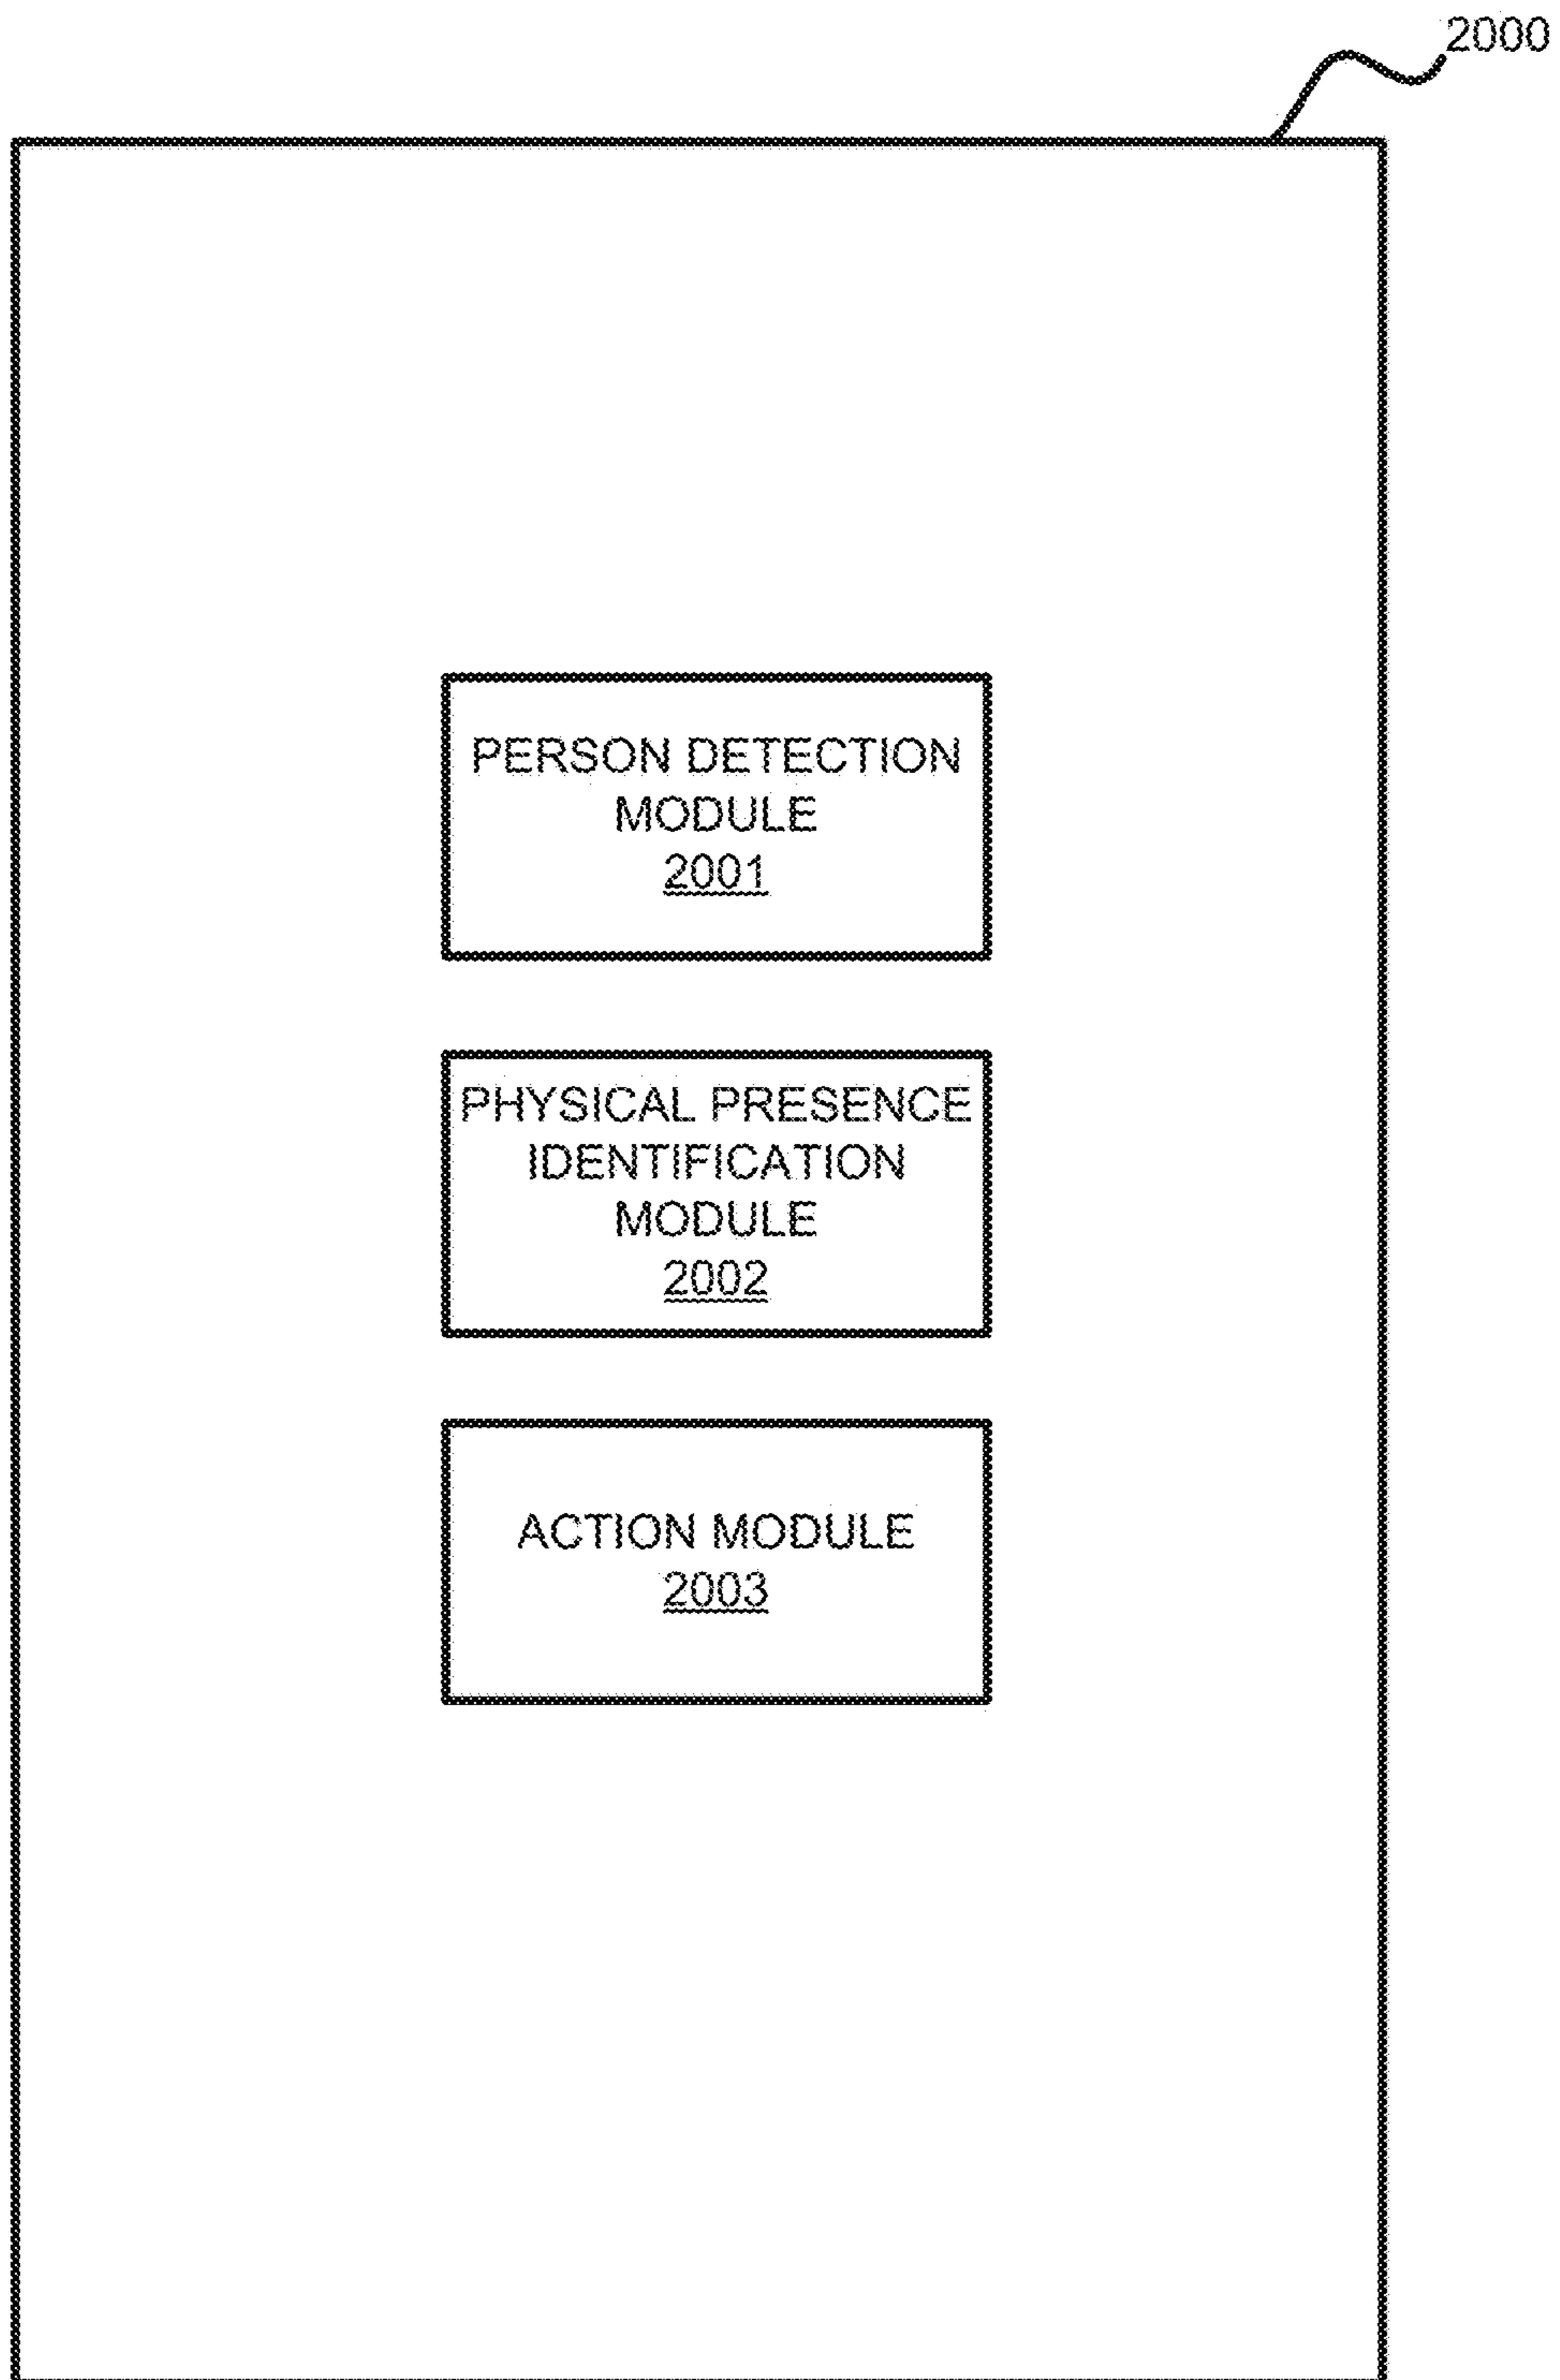 2000
PERSON DETECTION
MODULE
2001
PHYSICAL PRESENCE
IDENTIFICATION
MODULE
2002
ACTION MODULE
2003